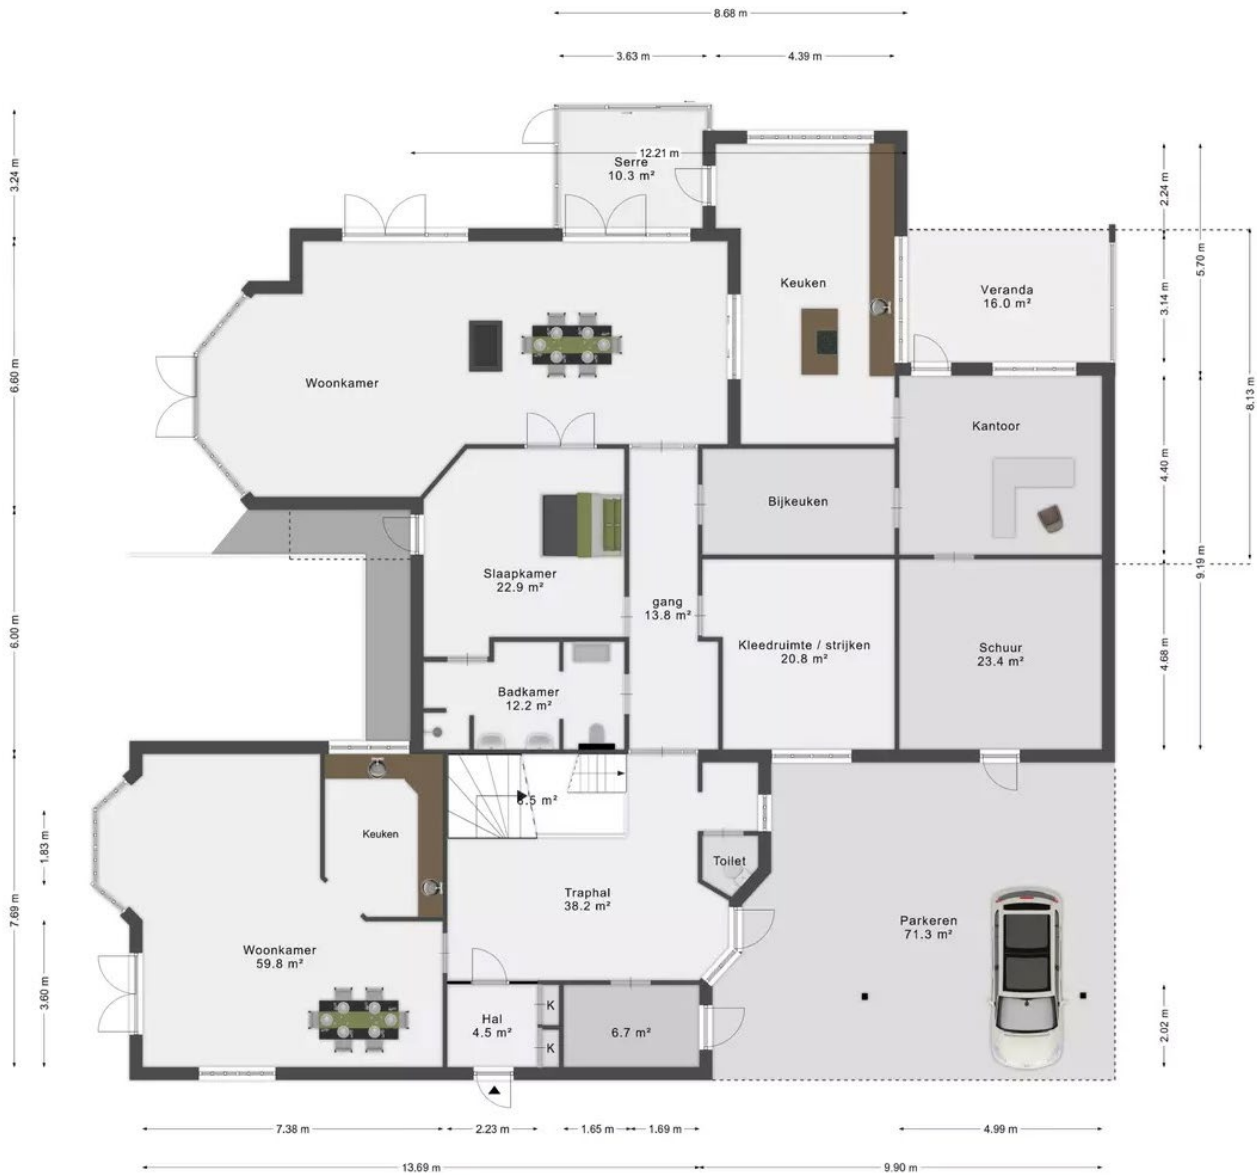 8.68 m
3.63 m
4.39 m
3.24 m
12.21 m
Serre
10.3 m²
2.24 m
5.70 m
Keuken
Veranda
16.0 m²
3.14 m
6.60 m
Woonkamer
8.13 m
Kantoor
4.40 m
Bijkeuken
Slaapkamer
22.9 m²
gang
13.8 m²
9.19 m
6.00 m
Kleedruimte / strijken
20.8 m²
Schuur
23.4 m²
4.68 m
Badkamer
12.2 m²
.5 m²
Keuken
1.83 m
Toilet
7.69 m
Traphal
38.2 m²
Parkeren
71.3 m²
Woonkamer
59.8 m²
3.60 m
Hal
4.5 m²
K
K
6.7 m²
2.02 m
7.38 m
2.23 m
1.65 m
1.69 m
4.99 m
13.69 m
9.90 m